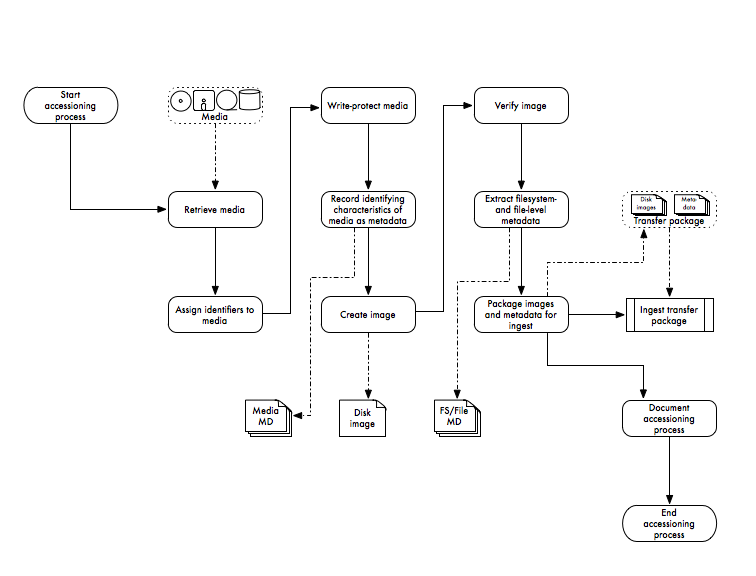 Start
accessioning
process
Media
Write-protect media
Verify image
Retrieve media
Record identifying
characteristics of
media as metadata
Extract filesystem-
and file-level
metadata
Disk
images
Meta-
data
Transfer package
Assign identifiers to
media
Create image
Package images
and metadata for
ingest
Ingest transfer
package
Media
MD
Disk
image
FS/File
MD
Document
accessioning
process
End
accessioning
process